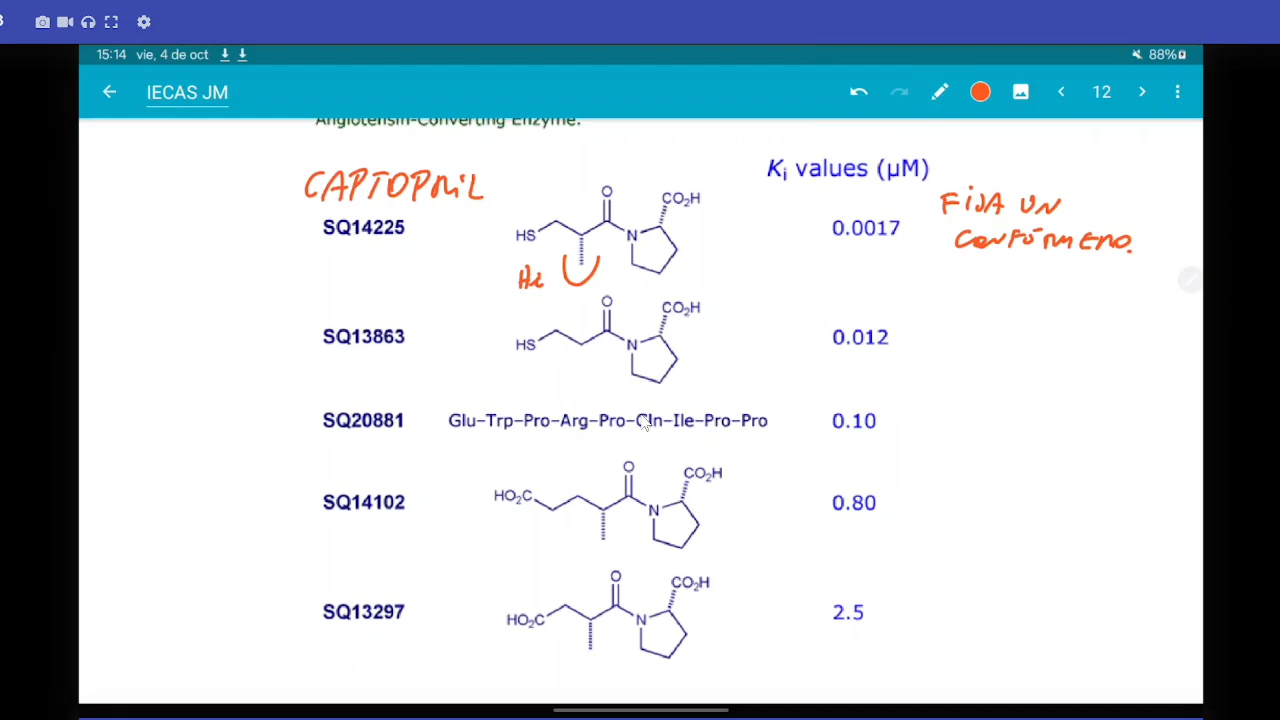 15:14 vie, 4 de oct 88%
IECAS JM 12
Angiotensin-Converting Enzyme.
Ki values (µM)
CAPTOPRIL
SQ14225 HS O N CO₂H 0.0017
FIJA UN
CONFÓRMERO.
Me
SQ13863 HS O N CO₂H 0.012
SQ20881 Glu–Trp–Pro–Arg–Pro–Gln–Ile–Pro–Pro 0.10
SQ14102 HO₂C O N CO₂H 0.80
SQ13297 HO₂C O N CO₂H 2.5